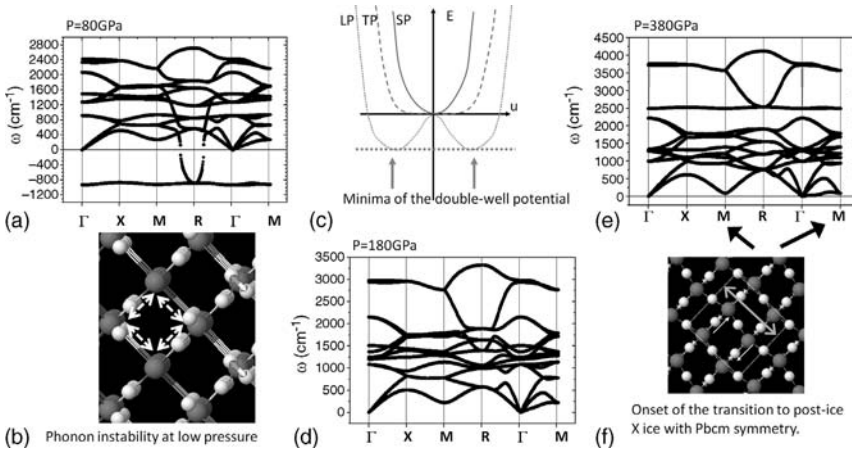 P=80GPa
2800
2400
2000
1600
1200
800
400
0
−400
−800
−1200
ω (cm⁻¹)
Γ X M R Γ M
(a)
LP TP SP E
u
Minima of the double-well potential
(c)
P=380GPa
4500
4000
3500
3000
2500
2000
1500
1000
500
0
ω (cm⁻¹)
Γ X M R Γ M
(e)
(b)
Phonon instability at low pressure
P=180GPa
3500
3000
2500
2000
1500
1000
500
0
ω (cm⁻¹)
Γ X M R Γ M
(d)
(f)
Onset of the transition to post-ice
X ice with Pbcm symmetry.